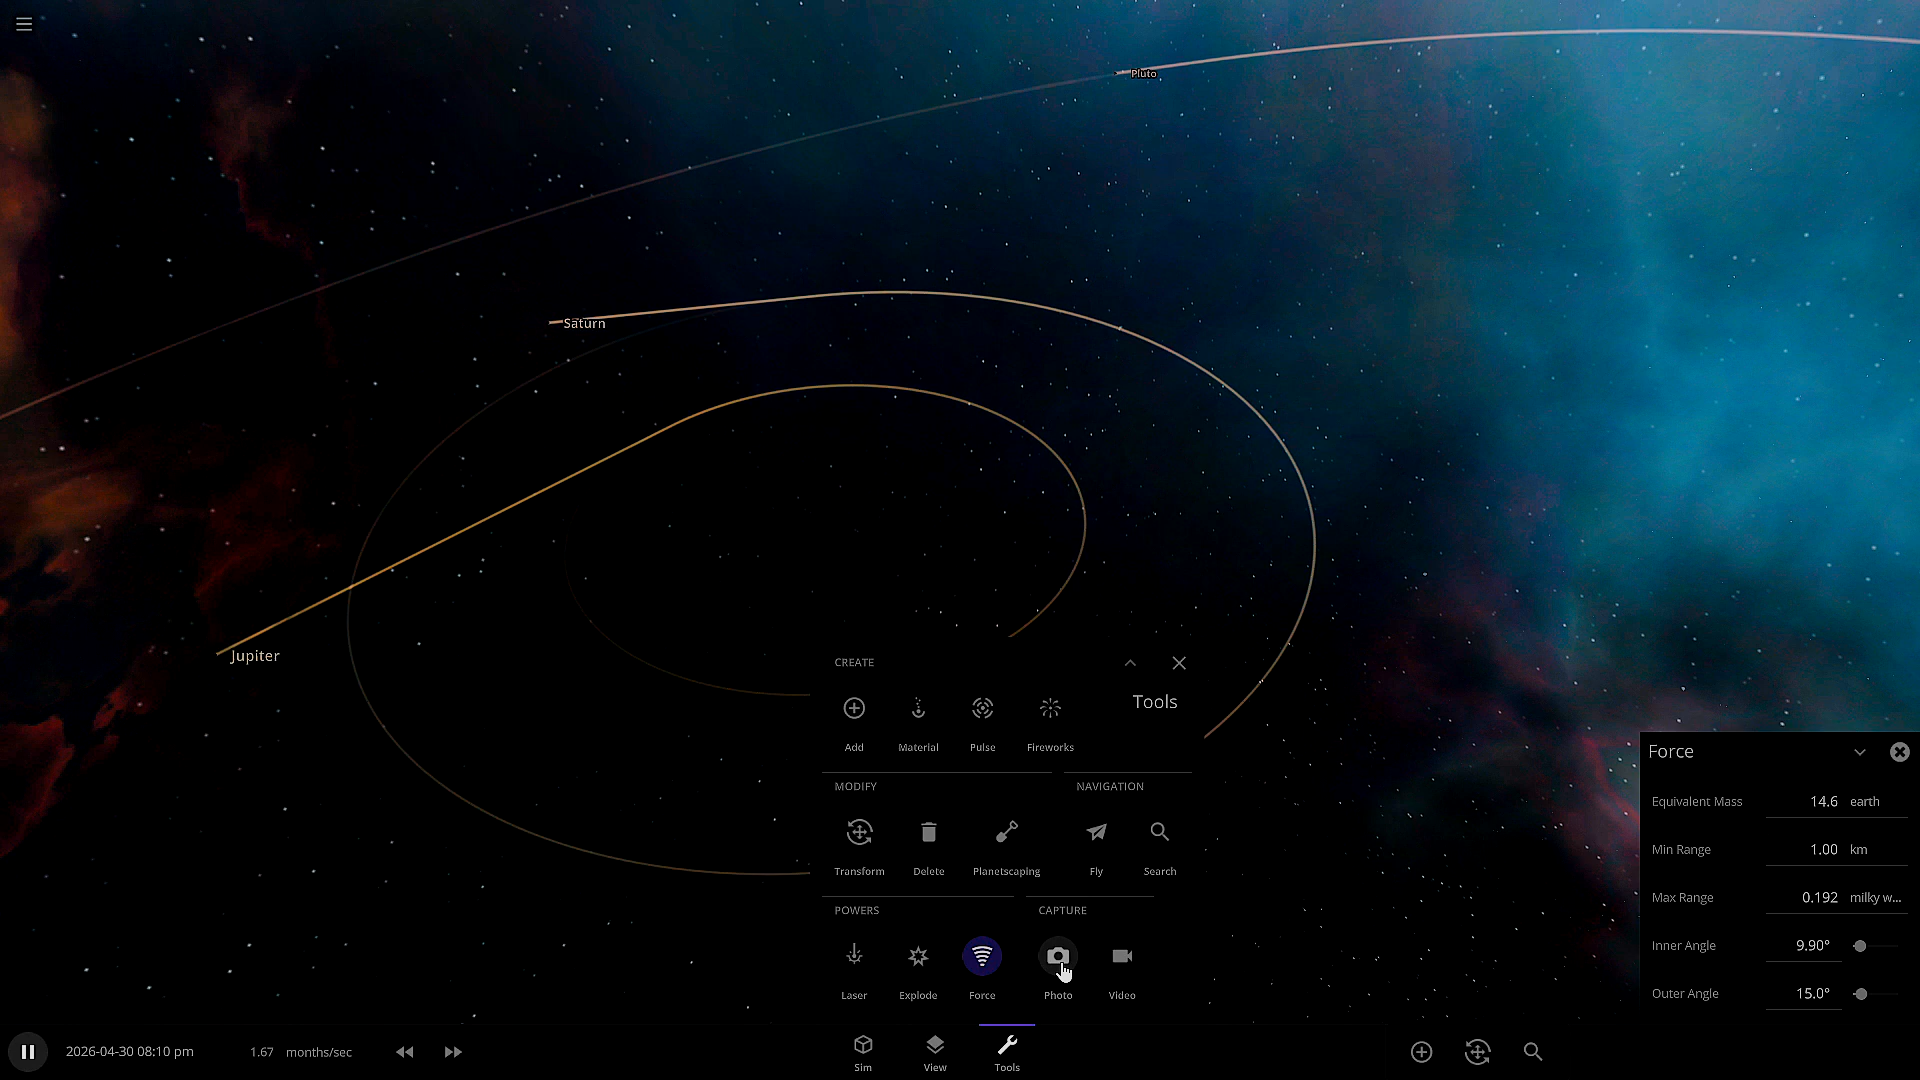 Pluto
Saturn
Jupiter
CREATE
Tools
Add Material Pulse Fireworks
MODIFY NAVIGATION
Transform Delete Planetscaping Fly Search
POWERS CAPTURE
Laser Explode Force Photo Video
Force
Equivalent Mass 14.6 earth
Min Range 1.00 km
Max Range 0.192 milky w...
Inner Angle 9.90°
Outer Angle 15.0°
2026-04-30 08:10 pm 1.67 months/sec
Sim View Tools